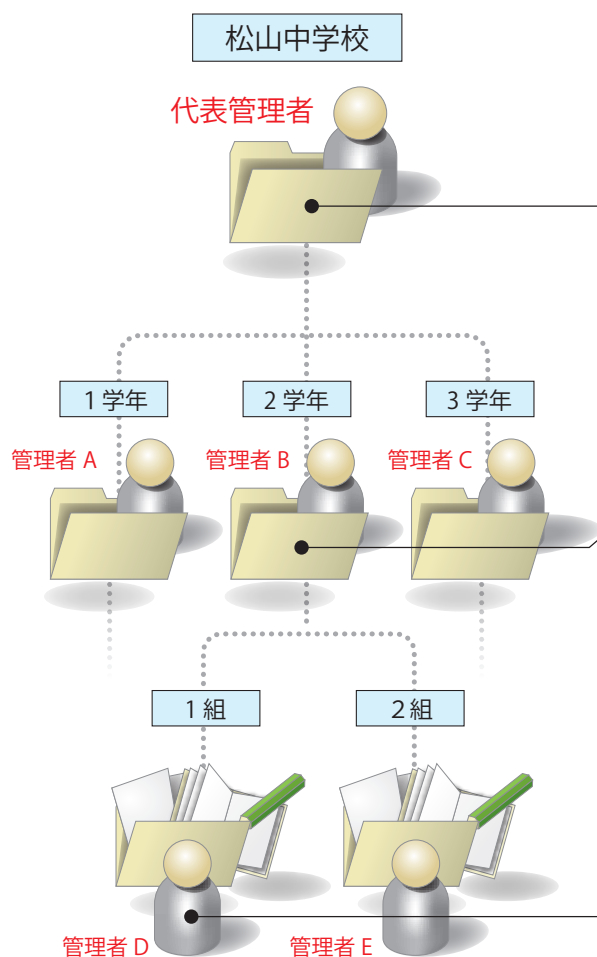 松山中学校
代表管理者
1 学年
2 学年
3 学年
管理者 A
管理者 B
管理者 C
1 組
2 組
管理者 D
管理者 E